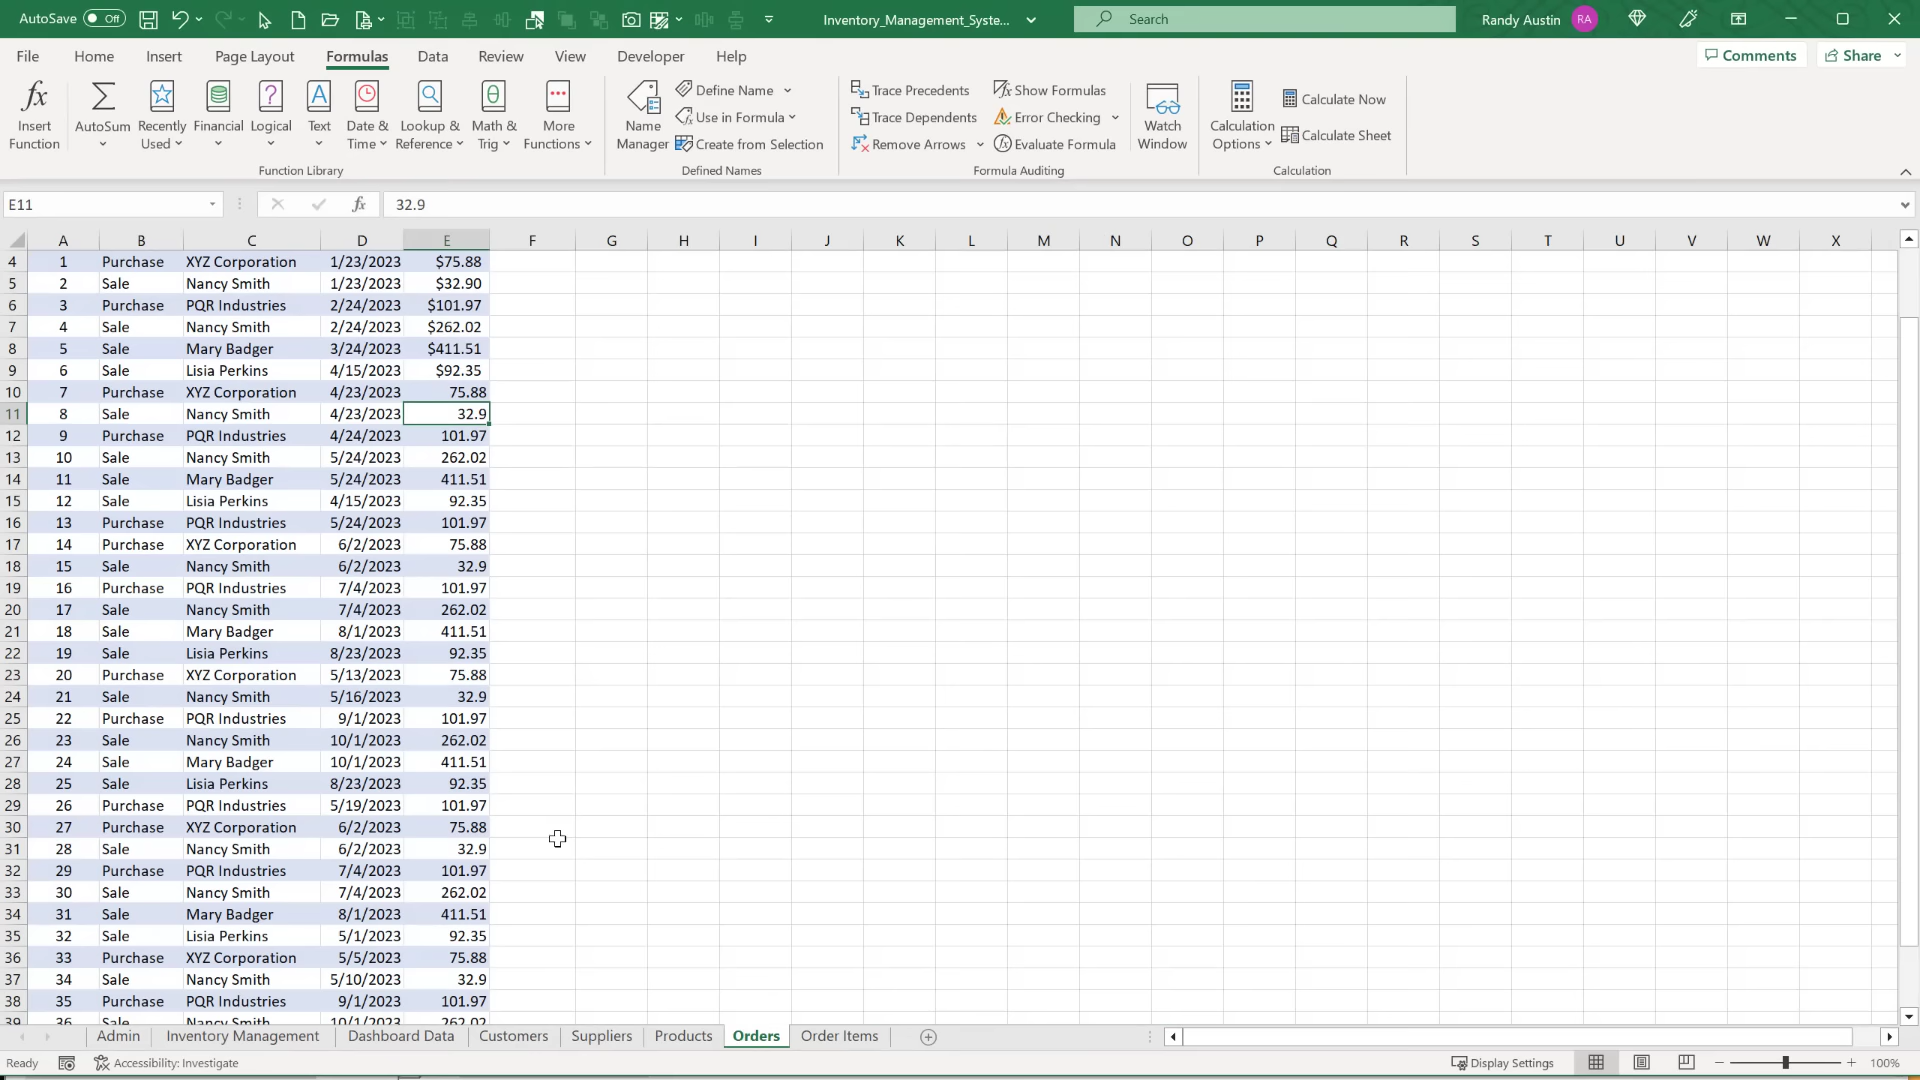 AutoSave Off Inventory_Management_Syste... Search Randy Austin RA
File Home Insert Page Layout Formulas Data Review View Developer Help Comments Share
Insert Function
AutoSum
Recently Used
Financial
Logical
Text
Date & Time
Lookup & Reference
Math & Trig
More Functions
Function Library
Name Manager
Define Name
Use in Formula
Create from Selection
Defined Names
Trace Precedents
Trace Dependents
Remove Arrows
Show Formulas
Error Checking
Evaluate Formula
Formula Auditing
Watch Window
Calculation Options
Calculate Now
Calculate Sheet
Calculation
E11 fx 32.9
A B C D E F G H I J K L M N O P Q R S T U V W X
4 1 Purchase XYZ Corporation 1/23/2023 $75.88
5 2 Sale Nancy Smith 1/23/2023 $32.90
6 3 Purchase PQR Industries 2/24/2023 $101.97
7 4 Sale Nancy Smith 2/24/2023 $262.02
8 5 Sale Mary Badger 3/24/2023 $411.51
9 6 Sale Lisia Perkins 4/15/2023 $92.35
10 7 Purchase XYZ Corporation 4/23/2023 75.88
11 8 Sale Nancy Smith 4/23/2023 32.9
12 9 Purchase PQR Industries 4/24/2023 101.97
13 10 Sale Nancy Smith 5/24/2023 262.02
14 11 Sale Mary Badger 5/24/2023 411.51
15 12 Sale Lisia Perkins 4/15/2023 92.35
16 13 Purchase PQR Industries 5/24/2023 101.97
17 14 Purchase XYZ Corporation 6/2/2023 75.88
18 15 Sale Nancy Smith 6/2/2023 32.9
19 16 Purchase PQR Industries 7/4/2023 101.97
20 17 Sale Nancy Smith 7/4/2023 262.02
21 18 Sale Mary Badger 8/1/2023 411.51
22 19 Sale Lisia Perkins 8/23/2023 92.35
23 20 Purchase XYZ Corporation 5/13/2023 75.88
24 21 Sale Nancy Smith 5/16/2023 32.9
25 22 Purchase PQR Industries 9/1/2023 101.97
26 23 Sale Nancy Smith 10/1/2023 262.02
27 24 Sale Mary Badger 10/1/2023 411.51
28 25 Sale Lisia Perkins 8/23/2023 92.35
29 26 Purchase PQR Industries 5/19/2023 101.97
30 27 Purchase XYZ Corporation 6/2/2023 75.88
31 28 Sale Nancy Smith 6/2/2023 32.9
32 29 Purchase PQR Industries 7/4/2023 101.97
33 30 Sale Nancy Smith 7/4/2023 262.02
34 31 Sale Mary Badger 8/1/2023 411.51
35 32 Sale Lisia Perkins 5/1/2023 92.35
36 33 Purchase XYZ Corporation 5/5/2023 75.88
37 34 Sale Nancy Smith 5/10/2023 32.9
38 35 Purchase PQR Industries 9/1/2023 101.97
39 36 Sale Nancy Smith 10/1/2023 262.02
Admin Inventory Management Dashboard Data Customers Suppliers Products Orders Order Items
Ready Accessibility: Investigate Display Settings 100%